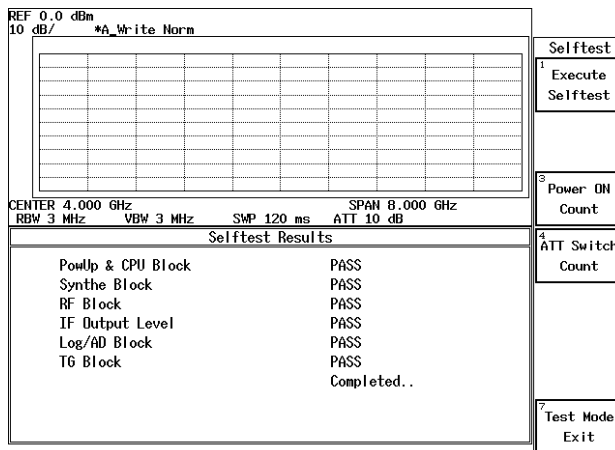 REF 0.0 dBm
10 dB/ *A_Write Norm
CENTER 4.000 GHz SPAN 8.000 GHz
RBW 3 MHz VBW 3 MHz SWP 120 ms ATT 10 dB
Selftest Results
PowUp & CPU Block PASS
Synthe Block PASS
RF Block PASS
IF Output Level PASS
Log/AD Block PASS
TG Block PASS
Completed..
Selftest
1
Execute
Selftest
3
Power ON
Count
4
ATT Switch
Count
7
Test Mode
Exit